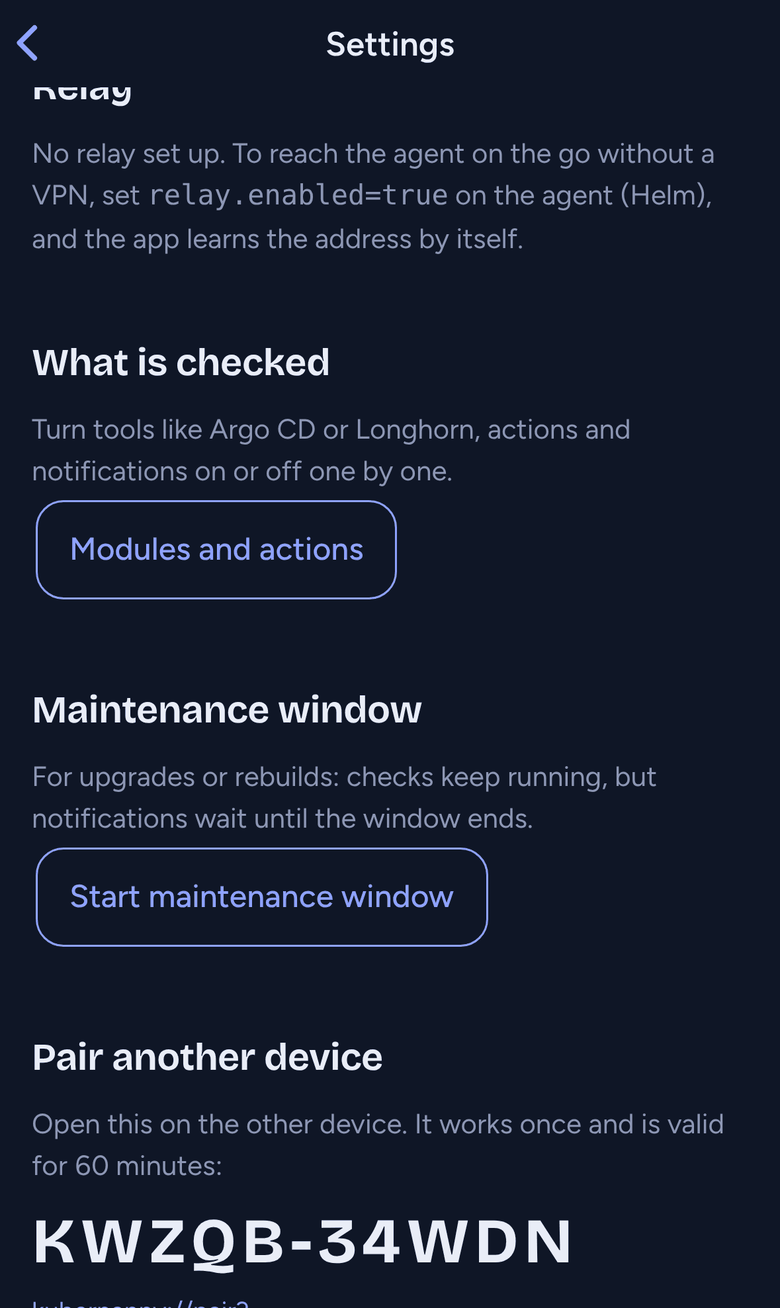 Settings
Relay
No relay set up. To reach the agent on the go without a
VPN, set relay.enabled=true on the agent (Helm),
and the app learns the address by itself.
What is checked
Turn tools like Argo CD or Longhorn, actions and
notifications on or off one by one.
Modules and actions
Maintenance window
For upgrades or rebuilds: checks keep running, but
notifications wait until the window ends.
Start maintenance window
Pair another device
Open this on the other device. It works once and is valid
for 60 minutes:
KWZQB-34WDN